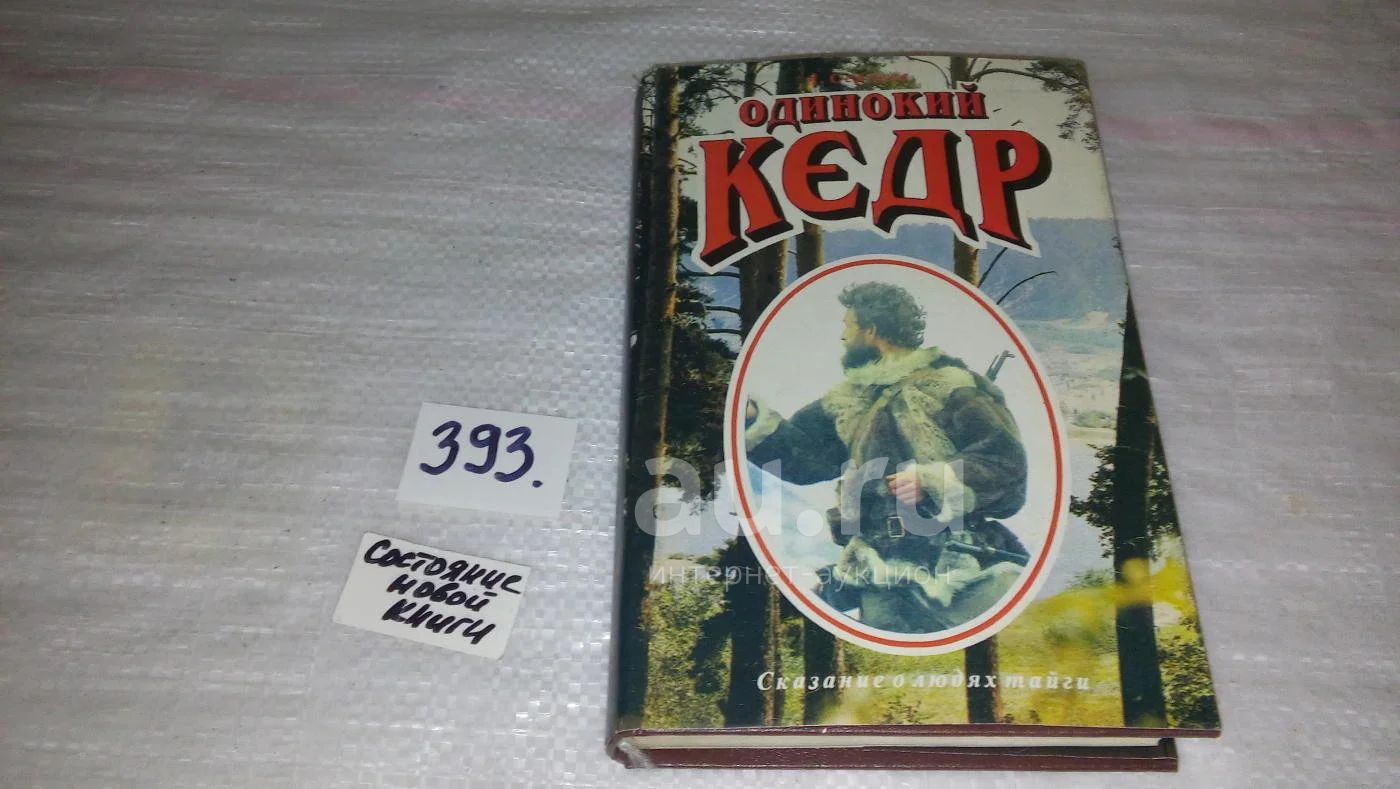 ОДИНОКИЙ
КЕДР
393.
Состояние
новой
книги
au.ru
интернет-аукцион
Сказание о людях тайги